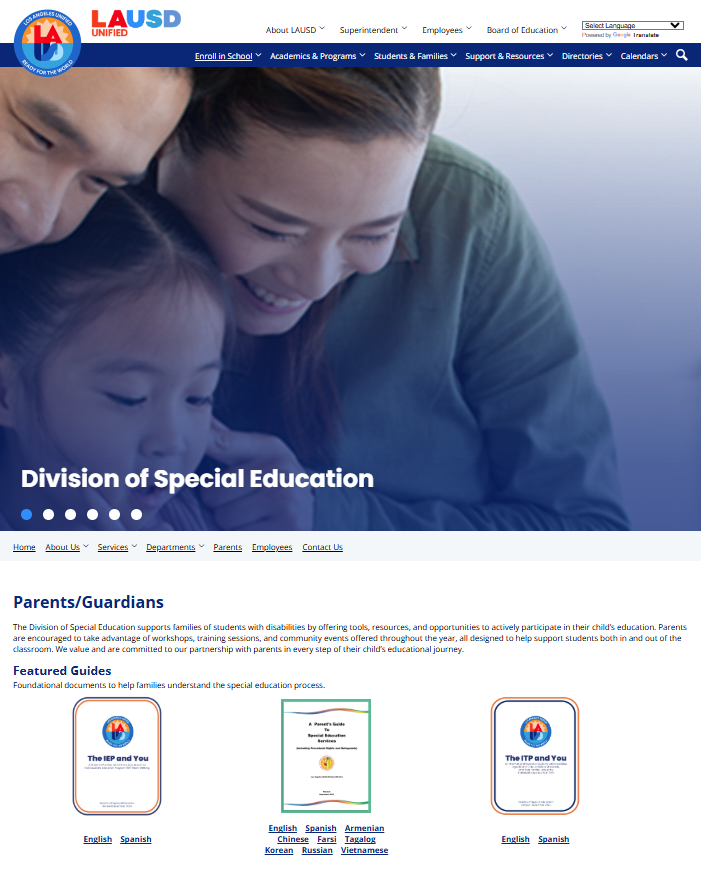 LOS ANGELES UNIFIED
LAUSD
READY FOR THE WORLD
LAUSD
UNIFIED
About LAUSD Superintendent Employees Board of Education
Select Language
Powered by Google Translate
Enroll in School Academics & Programs Students & Families Support & Resources Directories Calendars
Division of Special Education
Home About Us Services Departments Parents Employees Contact Us
Parents/Guardians
The Division of Special Education supports families of students with disabilities by offering tools, resources, and opportunities to actively participate in their child's education. Parents
are encouraged to take advantage of workshops, training sessions, and community events offered throughout the year, all designed to help support students both in and out of the
classroom. We value and are committed to our partnership with parents in every step of their child's educational journey.
Featured Guides
Foundational documents to help families understand the special education process.
The IEP and You
A Parent's Guide
To
Special Education
Services
(Including Procedural Rights and Safeguards)
The ITP and You
English Spanish
English Spanish Armenian
Chinese Farsi Tagalog
Korean Russian Vietnamese
English Spanish